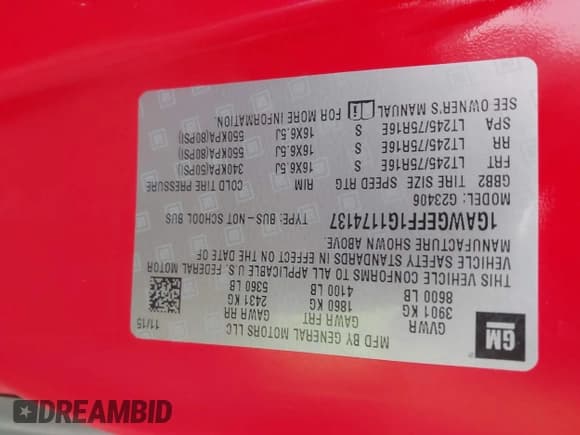 GM
MFD BY GENERAL MOTORS LLC 11/15
GVWR GAWR FRT GAWR RR
3901 KG 1860 KG 2431 KG
8600 LB 4100 LB 5360 LB
THIS VEHICLE CONFORMS TO ALL APPLICABLE U.S. FEDERAL MOTOR
VEHICLE SAFETY STANDARDS IN EFFECT ON THE DATE OF
MANUFACTURE SHOWN ABOVE.
1GAWGEFF1G1174137 TYPE: BUS-NOT SCHOOL BUS
MODEL: G23406
GBB2 TIRE SIZE SPEED RTG RIM COLD TIRE PRESSURE
FRT LT245/75R16E S 16X6.5J 340KPA(50PSI)
RR LT245/75R16E S 16X6.5J 550KPA(80PSI)
SPA LT245/75R16E S 16X6.5J 550KPA(80PSI)
SEE OWNER'S MANUAL FOR MORE INFORMATION.
DREAMBID